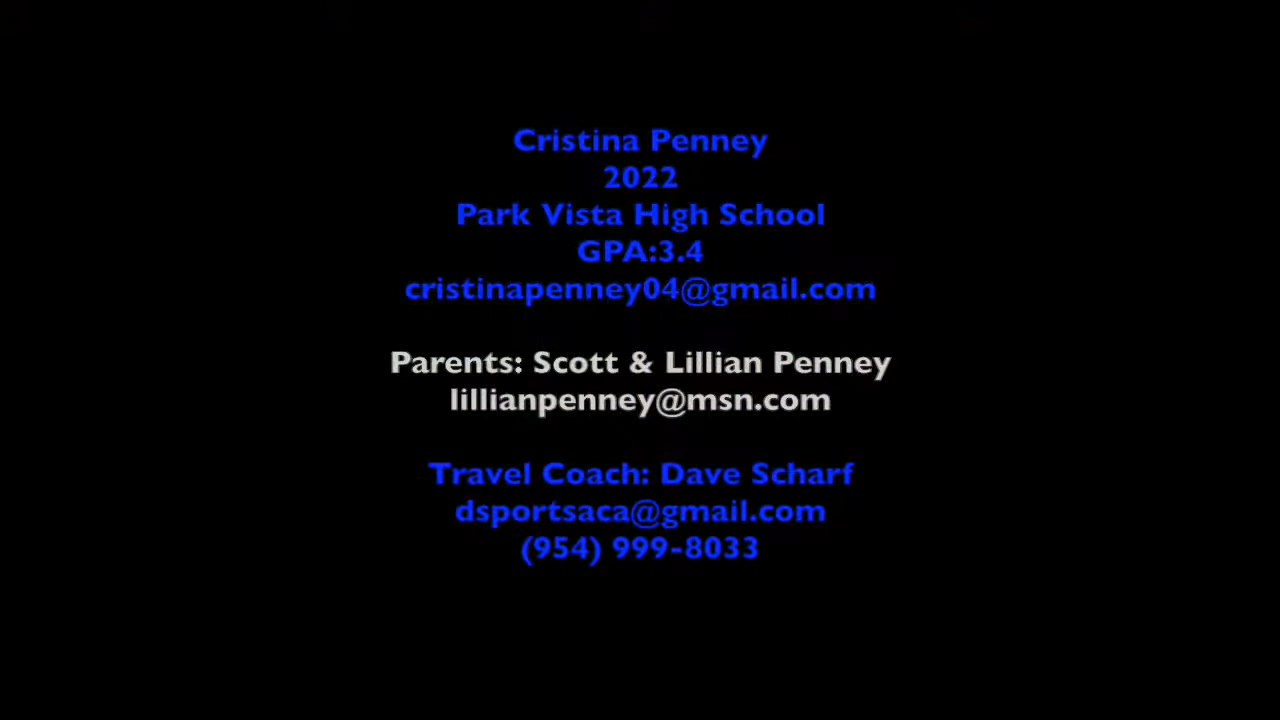 Cristina Penney
2022
Park Vista High School
GPA:3.4
cristinapenney04@gmail.com
Parents: Scott & Lillian Penney
lillianpenney@msn.com
Travel Coach: Dave Scharf
dsportsaca@gmail.com
(954) 999-8033